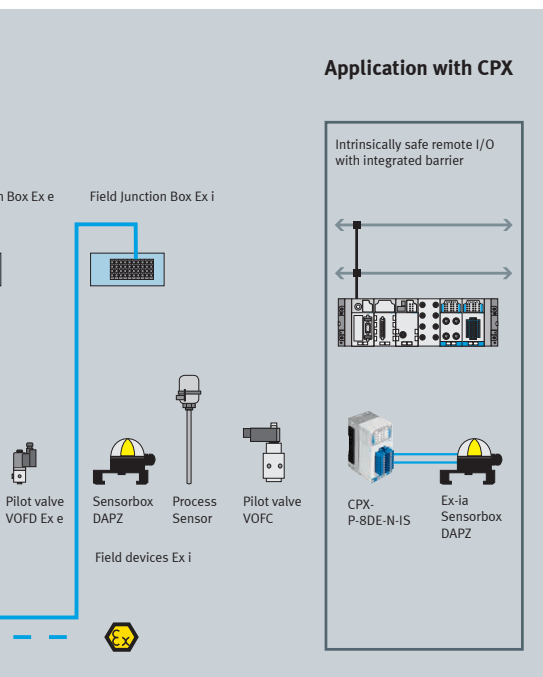 Application with CPX
Intrinsically safe remote I/O
with integrated barrier
Box Ex e
Field Junction Box Ex i
Pilot valve
VOFD Ex e
Sensorbox
DAPZ
Process
Sensor
Pilot valve
VOFC
CPX-
P-8DE-N-IS
Ex-ia
Sensorbox
DAPZ
Field devices Ex i
Ex